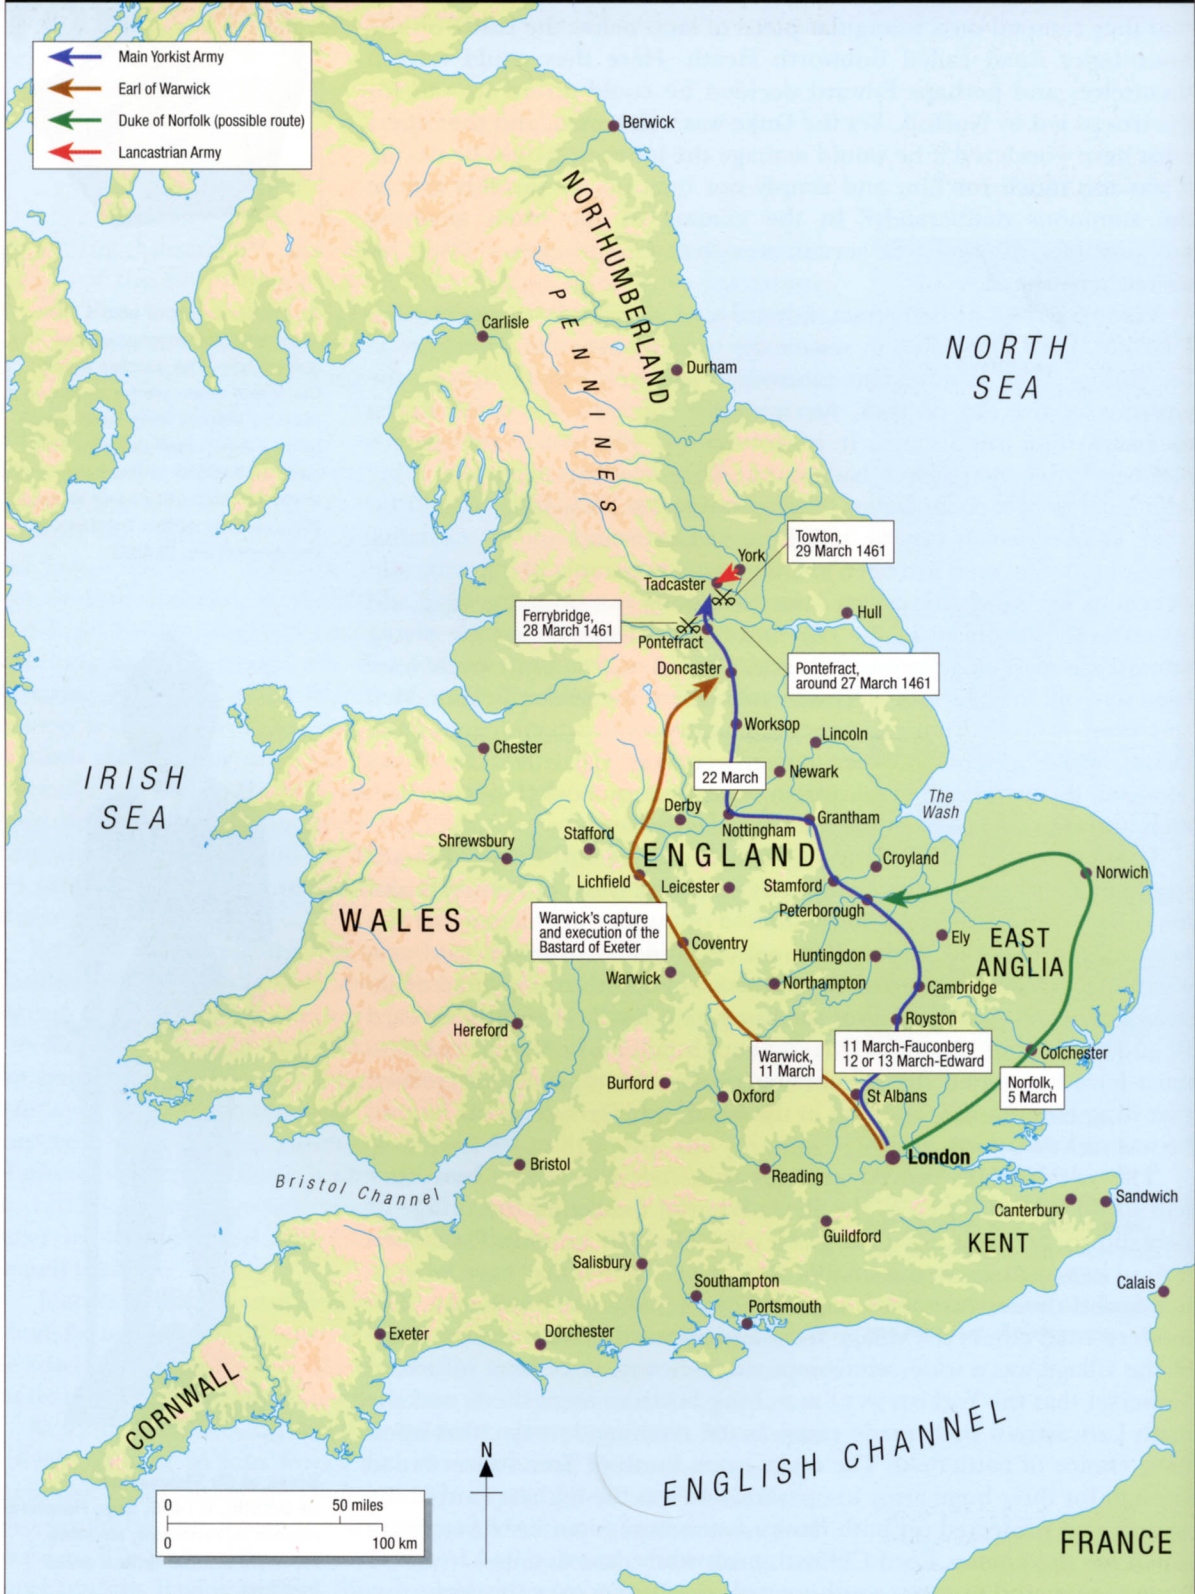 Main Yorkist Army
Earl of Warwick
Duke of Norfolk (possible route)
Lancastrian Army
Berwick
NORTHUMBERLAND
PENNINES
Carlisle
Durham
NORTH
SEA
Towton,
29 March 1461
York
Tadcaster
Ferrybridge,
28 March 1461
Hull
Pontefract
Pontefract,
around 27 March 1461
Doncaster
Worksop
Lincoln
Chester
Newark
22 March
IRISH
SEA
The
Wash
Derby
Nottingham
Grantham
Stafford
Shrewsbury
ENGLAND
Croyland
Norwich
Lichfield
Leicester
Stamford
Peterborough
WALES
Warwick's capture
and execution of the
Bastard of Exeter
Coventry
Ely
EAST
ANGLIA
Huntingdon
Warwick
Northampton
Cambridge
Hereford
Royston
11 March-Fauconberg
12 or 13 March-Edward
Warwick,
11 March
Colchester
Norfolk,
5 March
Burford
Oxford
St Albans
London
Bristol
Reading
Bristol Channel
Canterbury
Sandwich
Guildford
KENT
Salisbury
Southampton
Portsmouth
Calais
Exeter
Dorchester
CORNWALL
ENGLISH CHANNEL
N
0 50 miles
0 100 km
FRANCE